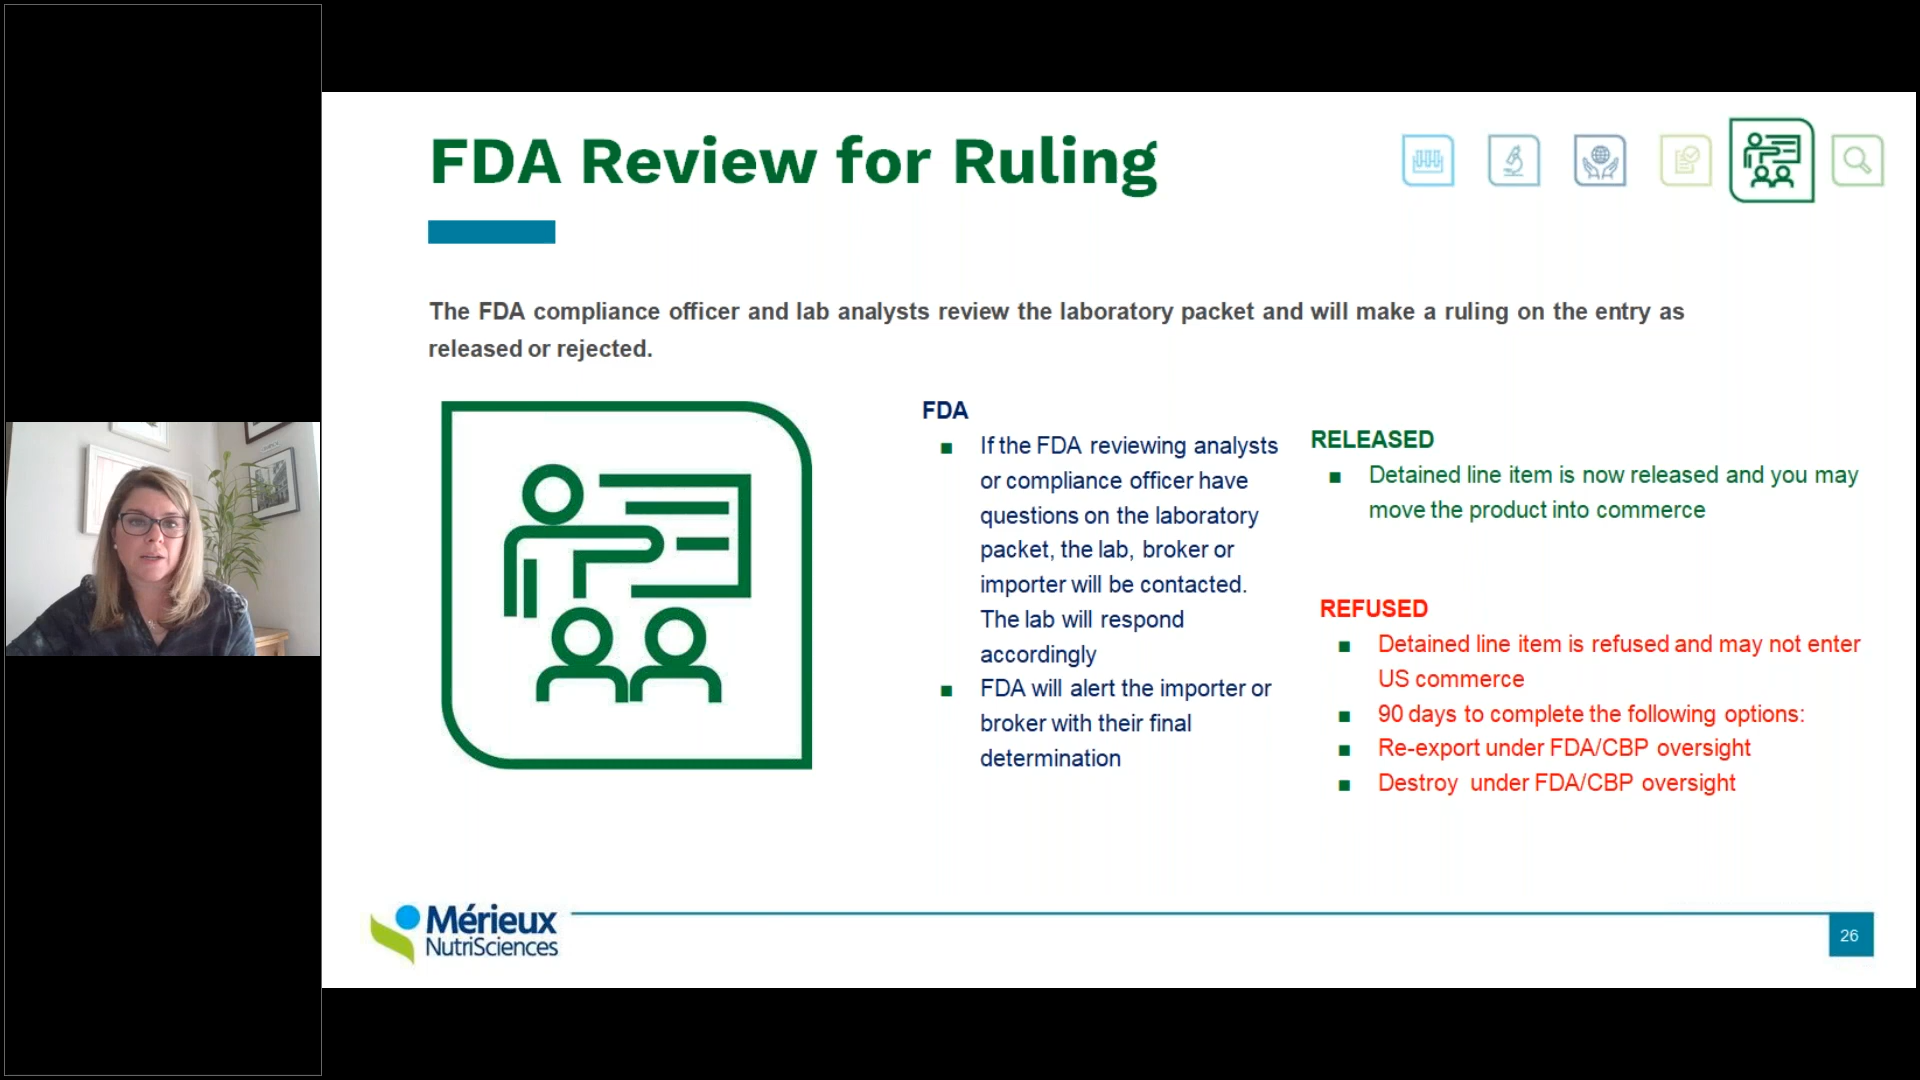 FDA Review for Ruling
The FDA compliance officer and lab analysts review the laboratory packet and will make a ruling on the entry as
released or rejected.
FDA
■ If the FDA reviewing analysts
or compliance officer have
questions on the laboratory
packet, the lab, broker or
importer will be contacted.
The lab will respond
accordingly
■ FDA will alert the importer or
broker with their final
determination
RELEASED
■ Detained line item is now released and you may
move the product into commerce
REFUSED
■ Detained line item is refused and may not enter
US commerce
■ 90 days to complete the following options:
■ Re-export under FDA/CBP oversight
■ Destroy under FDA/CBP oversight
Mérieux
NutriSciences
26